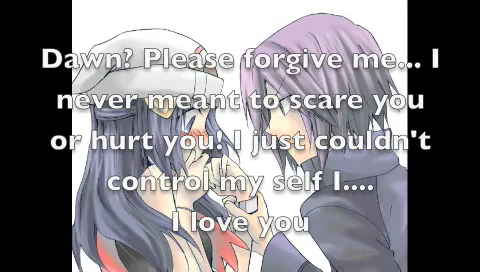 Dawn? Please forgive me... I
never meant to scare you
or hurt you! I just couldn't
control my self I....
I love you